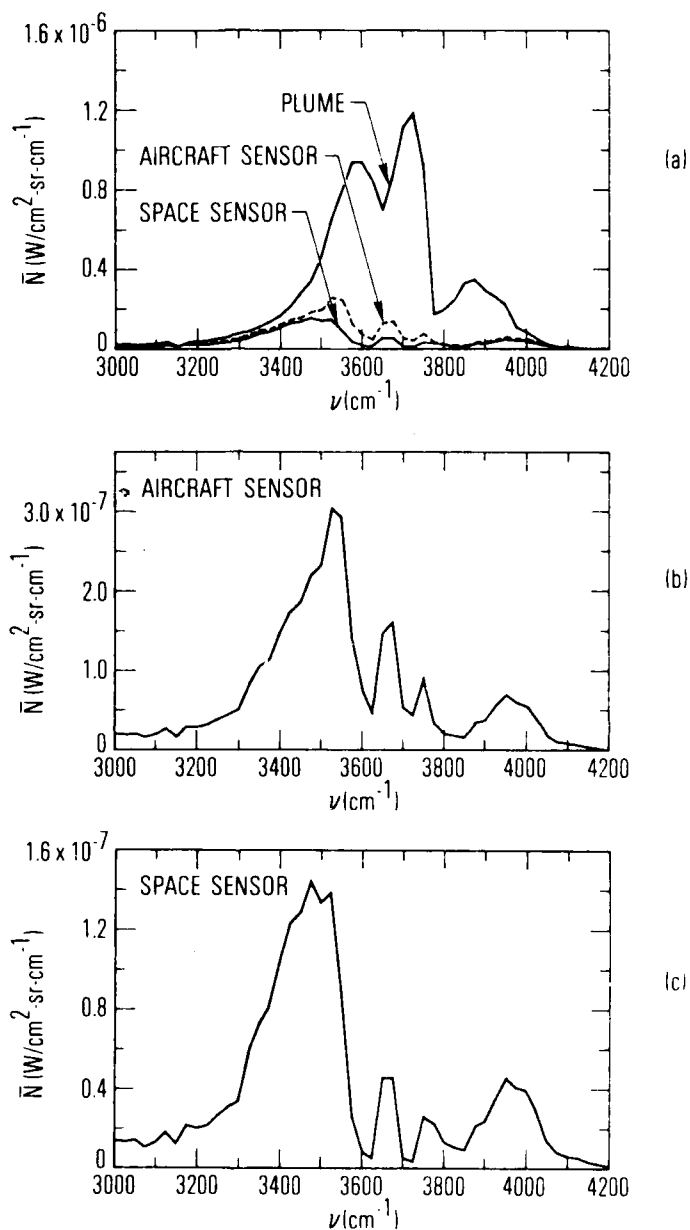 1.6 x 10⁻⁶
1.2
0.8
0.4
0
N̄ (W/cm²·sr·cm⁻¹)
PLUME
AIRCRAFT SENSOR
SPACE SENSOR
(a)
3000 3200 3400 3600 3800 4000 4200
ν(cm⁻¹)
AIRCRAFT SENSOR
3.0 x 10⁻⁷
2.0
1.0
0
N̄ (W/cm²·sr·cm⁻¹)
(b)
3000 3200 3400 3600 3800 4000 4200
ν(cm⁻¹)
1.6 x 10⁻⁷
SPACE SENSOR
1.2
0.8
0.4
0
N̄ (W/cm²·sr·cm⁻¹)
(c)
3000 3200 3400 3600 3800 4000 4200
ν(cm⁻¹)